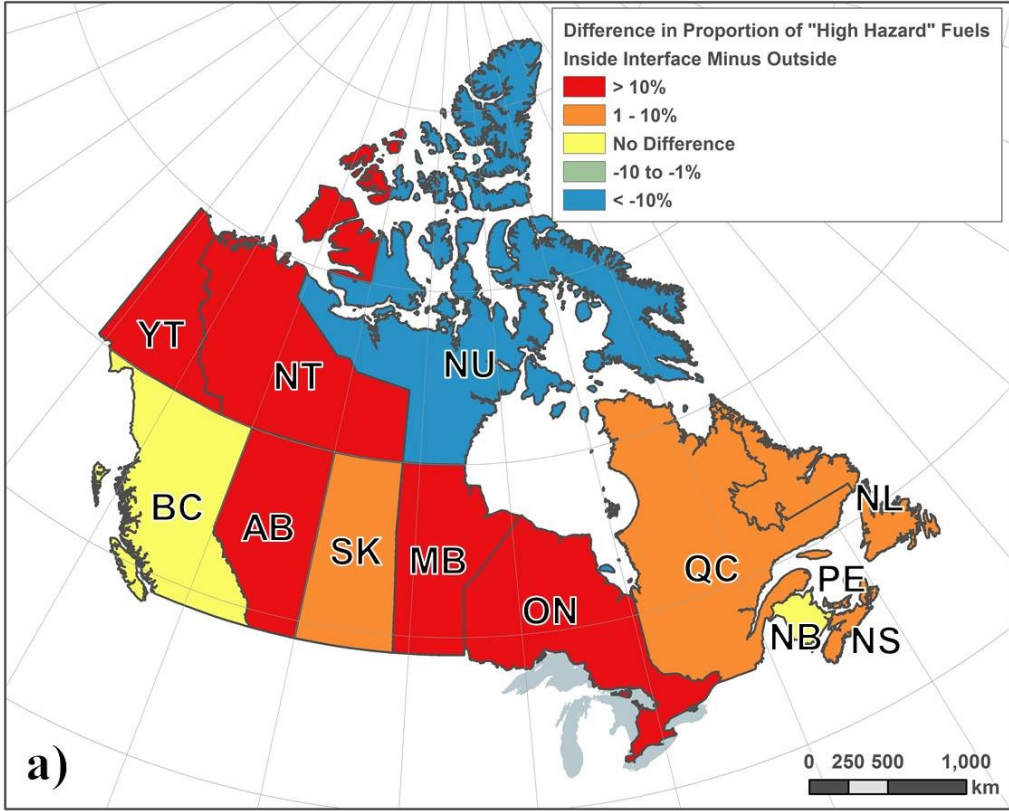 Difference in Proportion of "High Hazard" Fuels
Inside Interface Minus Outside
> 10%
1 - 10%
No Difference
-10 to -1%
< -10%
YT
NT
NU
BC
AB
SK
MB
ON
QC
NL
PE
NB
NS
a)
0 250 500 1,000
km